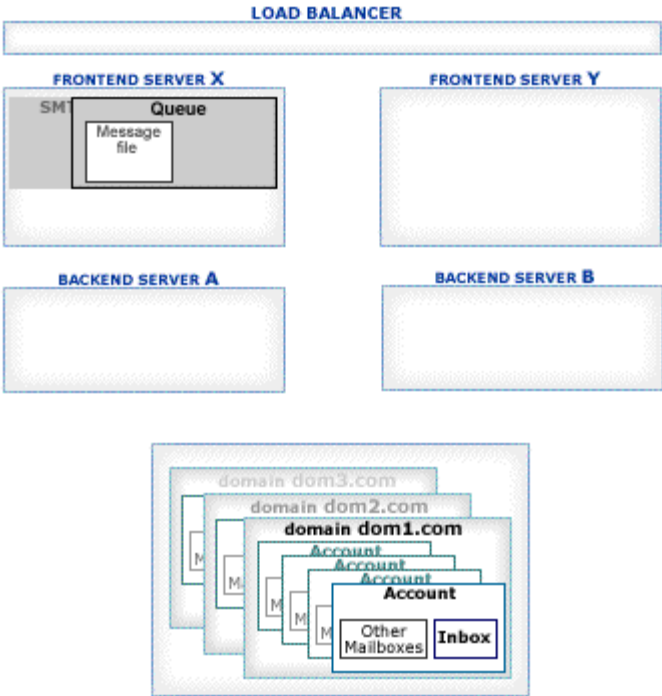 LOAD BALANCER
FRONTEND SERVER X
FRONTEND SERVER Y
SMT
Queue
Message
file
BACKEND SERVER A
BACKEND SERVER B
domain dom3.com
domain dom2.com
domain dom1.com
Account
Account
Account
Account
M
M
M
M
M
Other
Mailboxes
Inbox